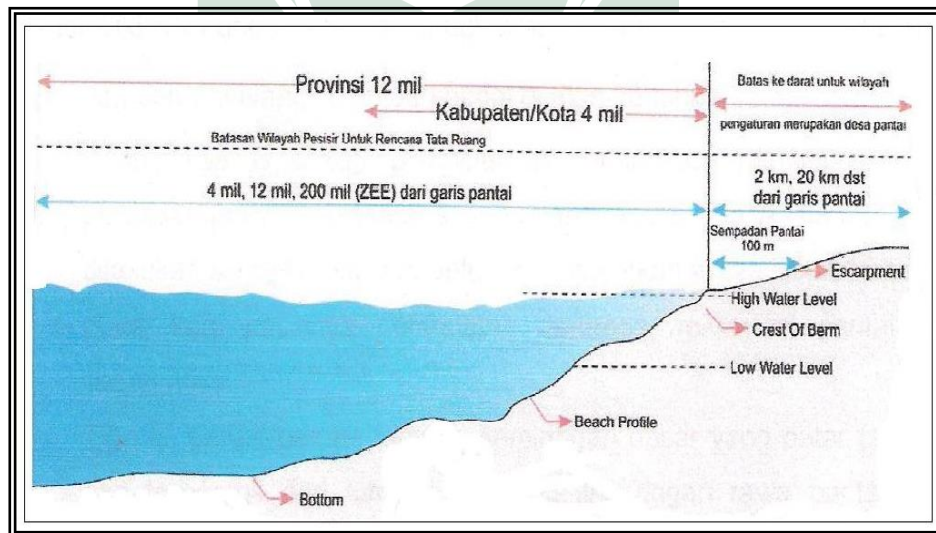 Provinsi 12 mil
Kabupaten/Kota 4 mil
Batas ke darat untuk wilayah
pengaturan merupakan desa pantai
Batasan Wilayah Pesisir Untuk Rencana Tata Ruang
4 mil, 12 mil, 200 mil (ZEE) dari garis pantai
2 km, 20 km dst
dari garis pantai
Sempadan Pantai
100 m
Escarpment
High Water Level
Crest Of Berm
Low Water Level
Beach Profile
Bottom